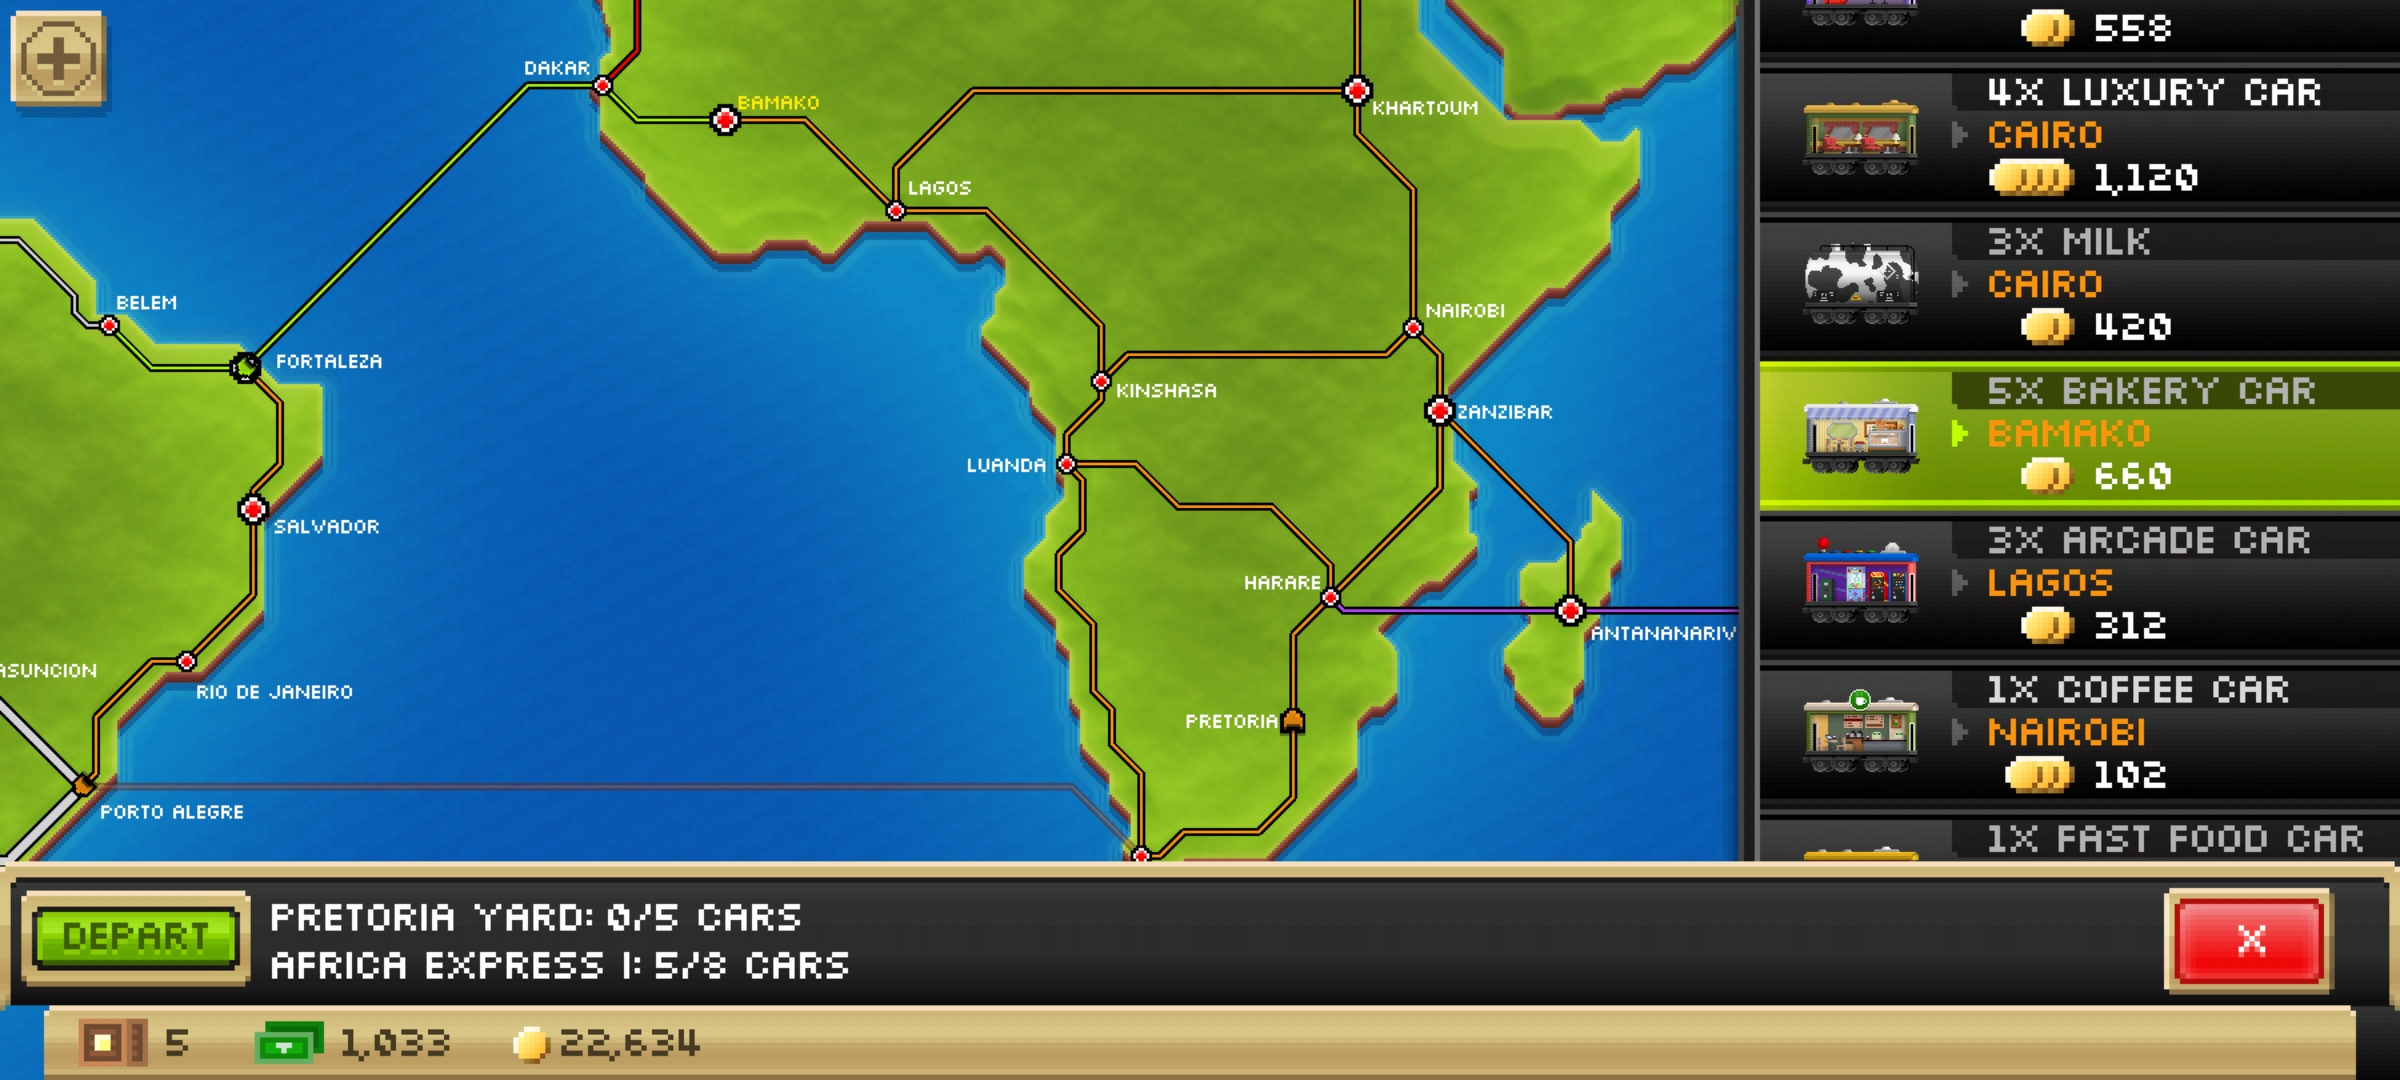 DAKAR
BAMAKO
KHARTOUM
LAGOS
BELEM
FORTALEZA
NAIROBI
KINSHASA
ZANZIBAR
LUANDA
SALVADOR
HARARE
ANTANANARIV
ASUNCION
RIO DE JANEIRO
PRETORIA
PORTO ALEGRE
558
4X LUXURY CAR
CAIRO
1,120
3X MILK
CAIRO
420
5X BAKERY CAR
BAMAKO
660
3X ARCADE CAR
LAGOS
312
1X COFFEE CAR
NAIROBI
102
1X FAST FOOD CAR
DEPART
PRETORIA YARD: 0/5 CARS
AFRICA EXPRESS I: 5/8 CARS
X
5
1,033
22,634